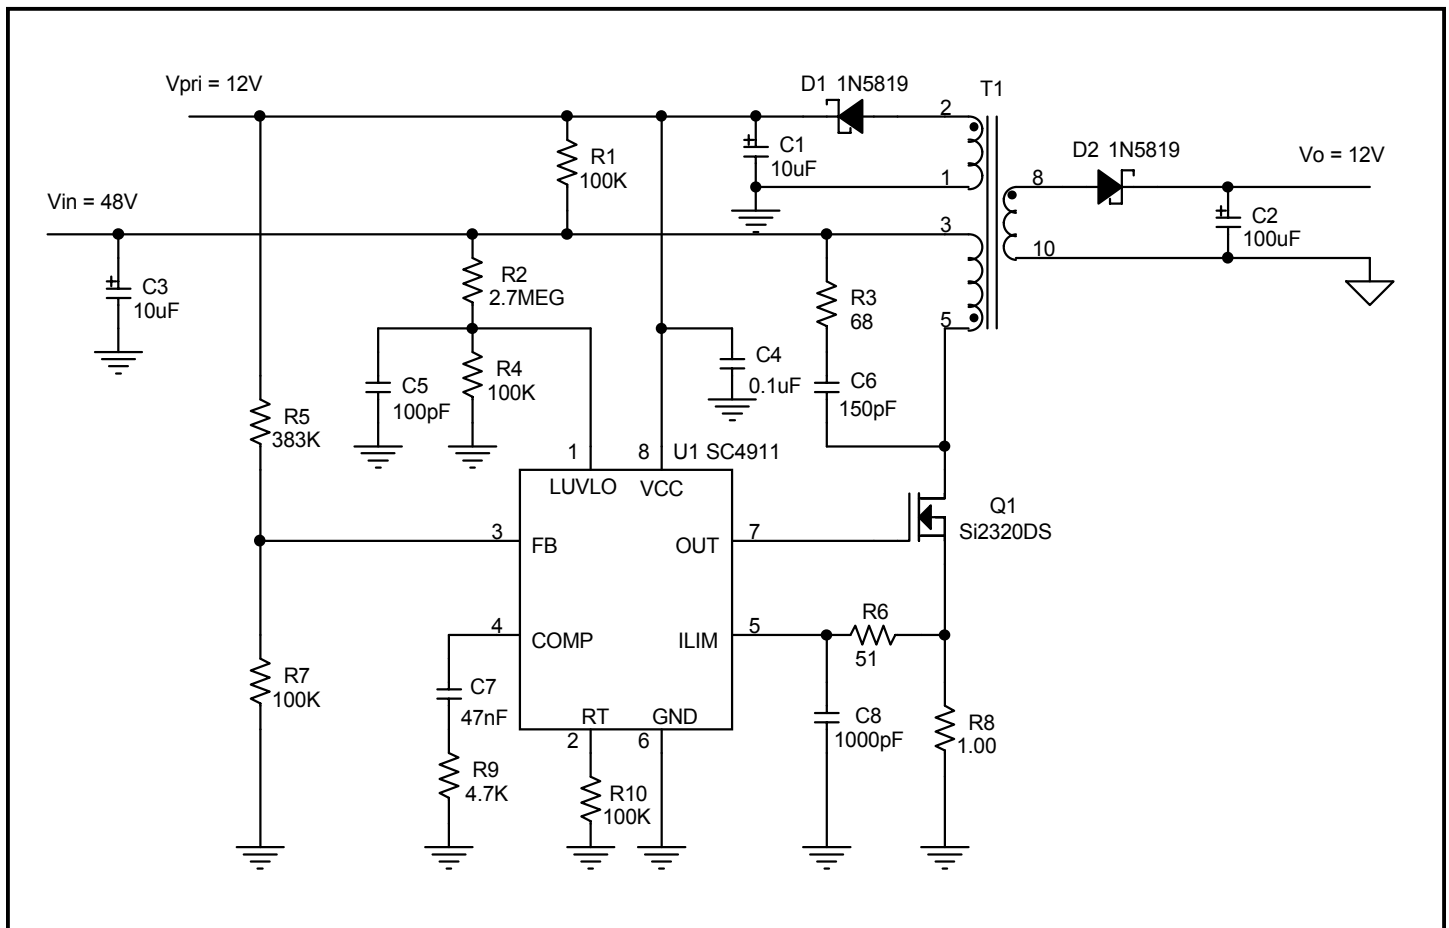 Vpri = 12V
D1 1N5819
T1
2
R1
100K
C1
10uF
1
D2 1N5819
Vo = 12V
8
Vin = 48V
3
C2
100uF
10
C3
10uF
R2
2.7MEG
R3
68
5
C5
100pF
R4
100K
C4
0.1uF
C6
150pF
R5
383K
1
8
U1 SC4911
LUVLO
VCC
Q1
Si2320DS
3
FB
OUT
7
4
COMP
ILIM
5
R6
51
R7
100K
C7
47nF
RT
GND
2
6
C8
1000pF
R8
1.00
R9
4.7K
R10
100K